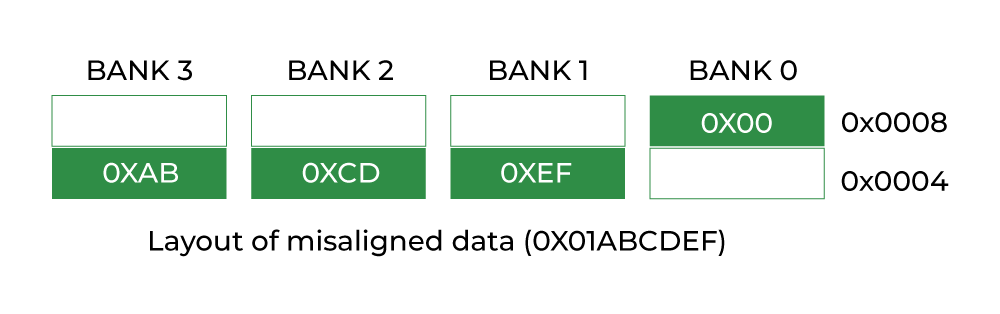 BANK 3 BANK 2 BANK 1 BANK 0
0X00 0x0008
0XAB 0XCD 0XEF 0x0004
Layout of misaligned data (0X01ABCDEF)